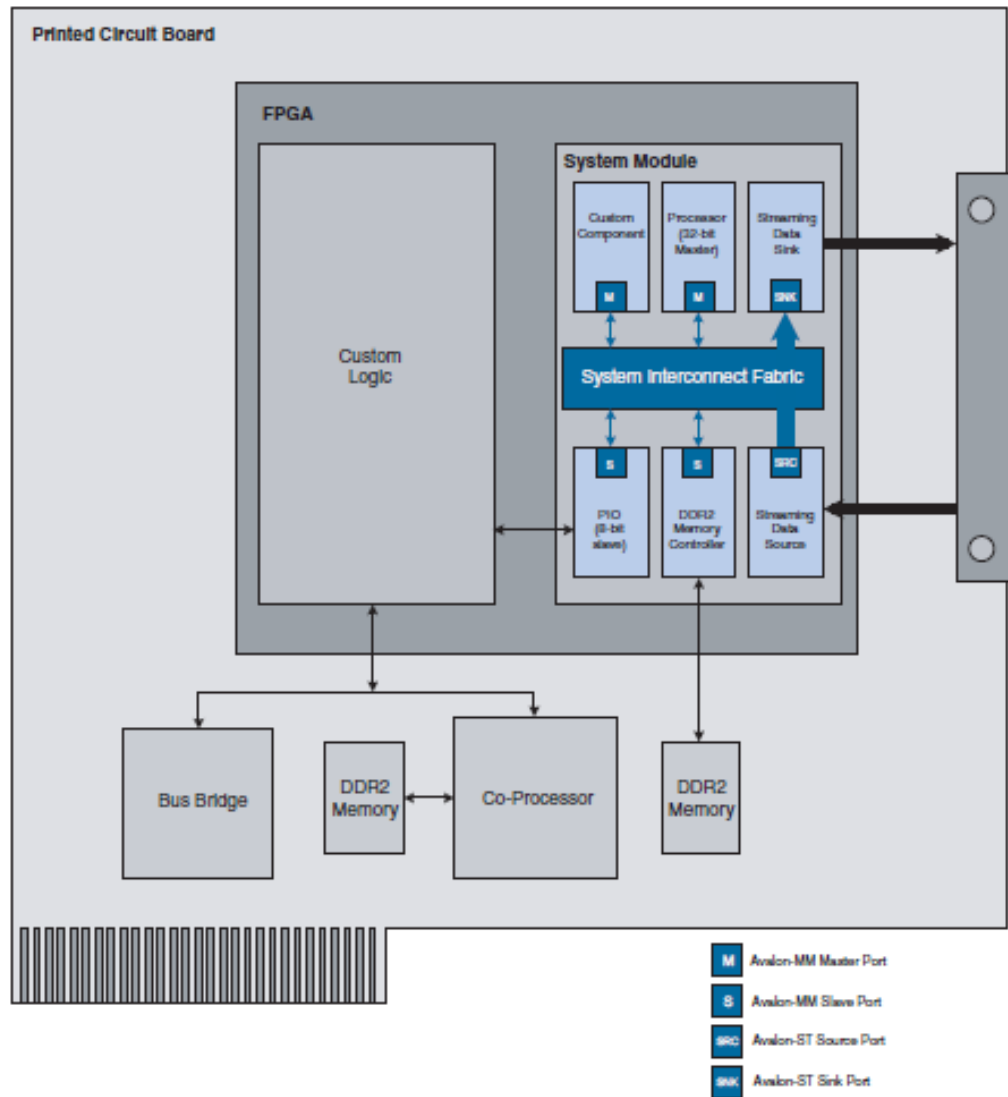 Printed Circuit Board
FPGA
System Module
Custom
Component
M
Processor
(32-bit
Master)
M
Streaming
Data
Sink
SNK
Custom
Logic
System Interconnect Fabric
S
PIO
(8-bit
slave)
S
DDR2
Memory
Controller
SRC
Streaming
Data
Source
Bus Bridge
DDR2
Memory
Co-Processor
DDR2
Memory
M Avalon-MM Master Port
S Avalon-MM Slave Port
SRC Avalon-ST Source Port
SNK Avalon-ST Sink Port